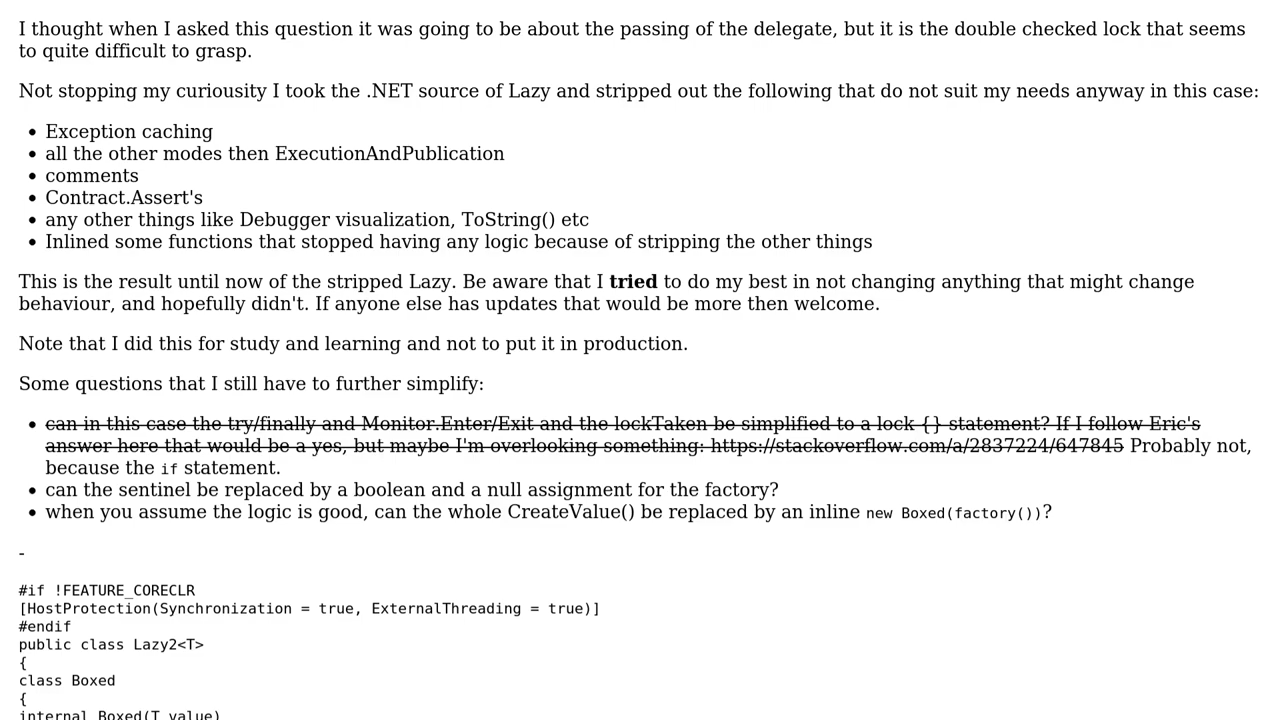 I thought when I asked this question it was going to be about the passing of the delegate, but it is the double checked lock that seems
to quite difficult to grasp.
Not stopping my curiousity I took the .NET source of Lazy and stripped out the following that do not suit my needs anyway in this case:
• Exception caching
• all the other modes then ExecutionAndPublication
• comments
• Contract.Assert's
• any other things like Debugger visualization, ToString() etc
• Inlined some functions that stopped having any logic because of stripping the other things
This is the result until now of the stripped Lazy. Be aware that I tried to do my best in not changing anything that might change
behaviour, and hopefully didn't. If anyone else has updates that would be more then welcome.
Note that I did this for study and learning and not to put it in production.
Some questions that I still have to further simplify:
• can in this case the try/finally and Monitor.Enter/Exit and the lockTaken be simplified to a lock {} statement? If I follow Eric's
answer here that would be a yes, but maybe I'm overlooking something: https://stackoverflow.com/a/2837224/647845 Probably not,
because the if statement.
• can the sentinel be replaced by a boolean and a null assignment for the factory?
• when you assume the logic is good, can the whole CreateValue() be replaced by an inline new Boxed(factory())?
-
#if !FEATURE_CORECLR
[HostProtection(Synchronization = true, ExternalThreading = true)]
#endif
public class Lazy2<T>
{
class Boxed
{
internal Boxed(T value)